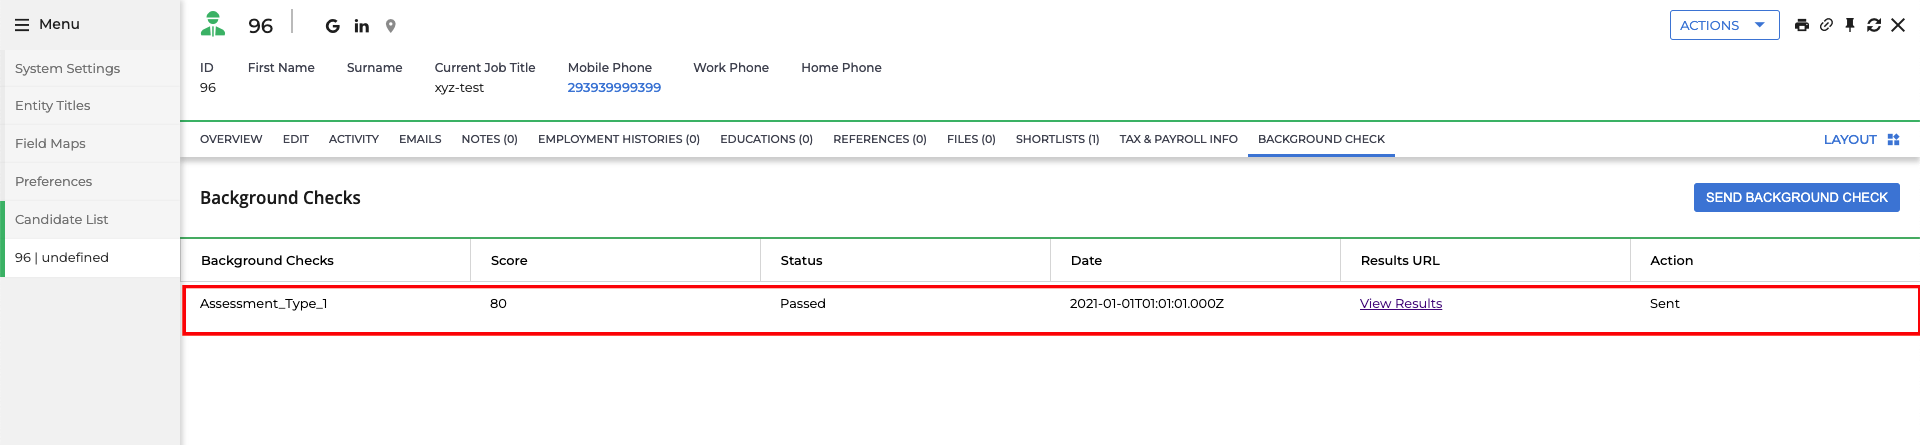 Menu
System Settings
Entity Titles
Field Maps
Preferences
Candidate List
96 | undefined
96
ACTIONS
ID First Name Surname Current Job Title Mobile Phone Work Phone Home Phone
96 xyz-test 293939999399
OVERVIEW EDIT ACTIVITY EMAILS NOTES (0) EMPLOYMENT HISTORIES (0) EDUCATIONS (0) REFERENCES (0) FILES (0) SHORTLISTS (1) TAX & PAYROLL INFO BACKGROUND CHECK LAYOUT
Background Checks SEND BACKGROUND CHECK
Background Checks Score Status Date Results URL Action
Assessment_Type_1 80 Passed 2021-01-01T01:01:01.000Z View Results Sent